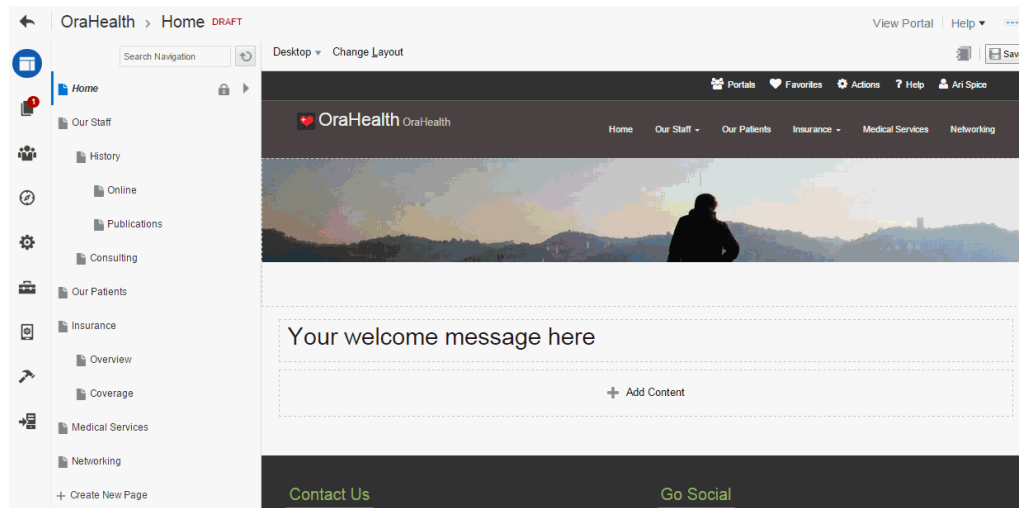 OraHealth > Home DRAFT
View Portal Help
Search Navigation
Desktop Change Layout
Save
1
Home
Our Staff
History
Online
Publications
Consulting
Our Patients
Insurance
Overview
Coverage
Medical Services
Networking
+ Create New Page
Portals Favorites Actions ? Help Ari Spice
OraHealth OraHealth
Home Our Staff Our Patients Insurance Medical Services Networking
Your welcome message here
+ Add Content
Contact Us
Go Social